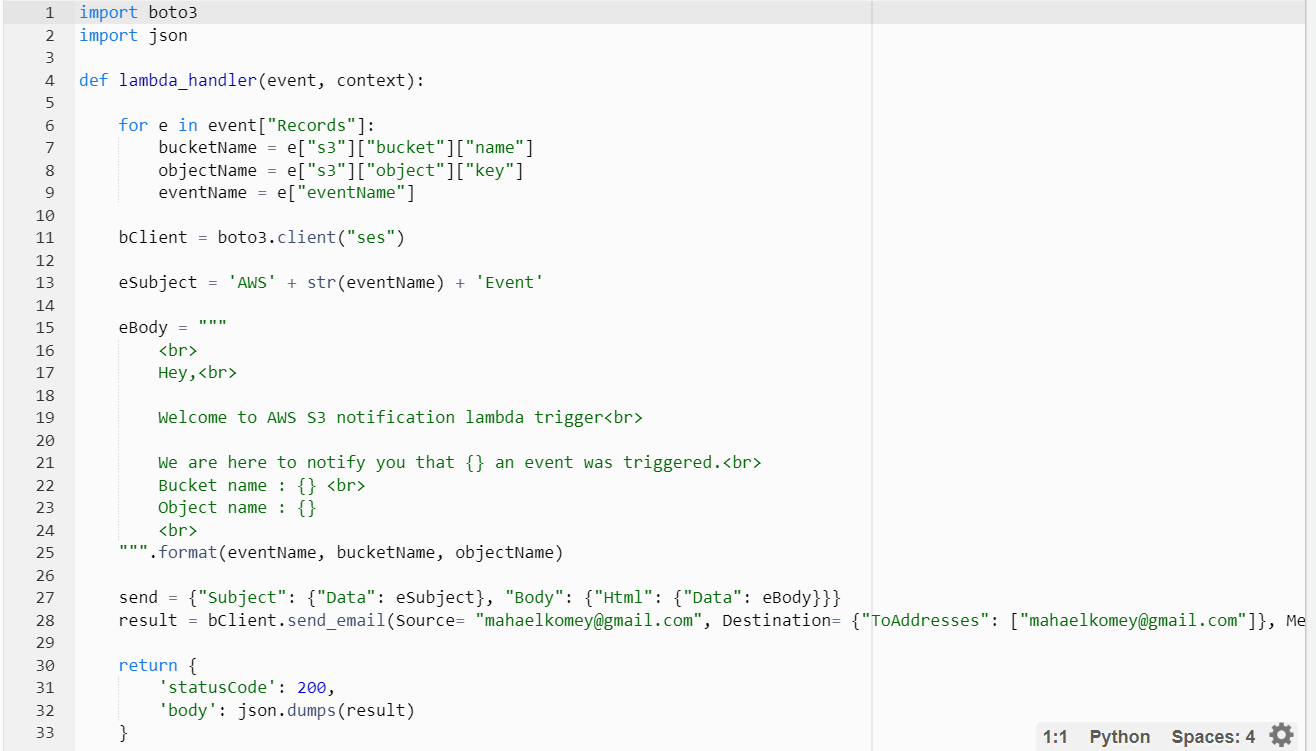 1 import boto3
2 import json
3
4 def lambda_handler(event, context):
5
6     for e in event["Records"]:
7         bucketName = e["s3"]["bucket"]["name"]
8         objectName = e["s3"]["object"]["key"]
9         eventName = e["eventName"]
10
11     bClient = boto3.client("ses")
12
13     eSubject = 'AWS' + str(eventName) + 'Event'
14
15     eBody = """
16         <br>
17         Hey,<br>
18
19         Welcome to AWS S3 notification lambda trigger<br>
20
21         We are here to notify you that {} an event was triggered.<br>
22         Bucket name : {} <br>
23         Object name : {}
24         <br>
25     """.format(eventName, bucketName, objectName)
26
27     send = {"Subject": {"Data": eSubject}, "Body": {"Html": {"Data": eBody}}}
28     result = bClient.send_email(Source= "mahaelkomey@gmail.com", Destination= {"ToAddresses": ["mahaelkomey@gmail.com"]}, Me
29
30     return {
31         'statusCode': 200,
32         'body': json.dumps(result)
33     }
1:1 Python Spaces: 4